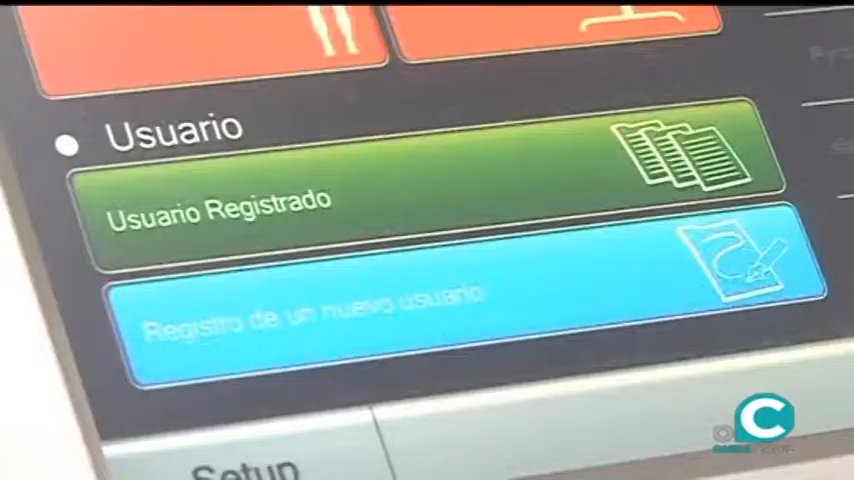 Usuario
Usuario Registrado
Registro de un nuevo usuario
Setup